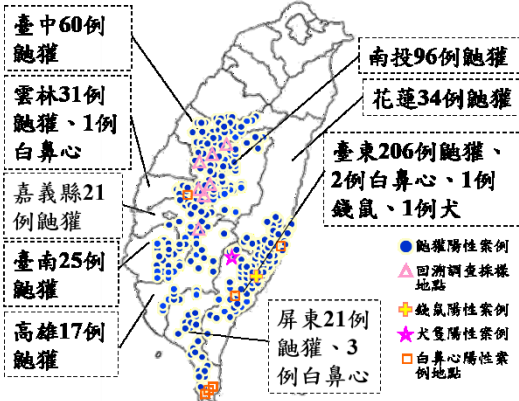 臺中60例
鼬獾
雲林31例
鼬獾、1例
白鼻心
嘉義縣21
例鼬獾
臺南25例
鼬獾
高雄17例
鼬獾
南投96例鼬獾
花蓮34例鼬獾
臺東206例鼬獾、
2例白鼻心、1例
錢鼠、1例犬
屏東21例
鼬獾、3
例白鼻心
鼬獾陽性案例
回溯調查採樣
地點
錢鼠陽性案例
犬隻陽性案例
白鼻心陽性案
例地點